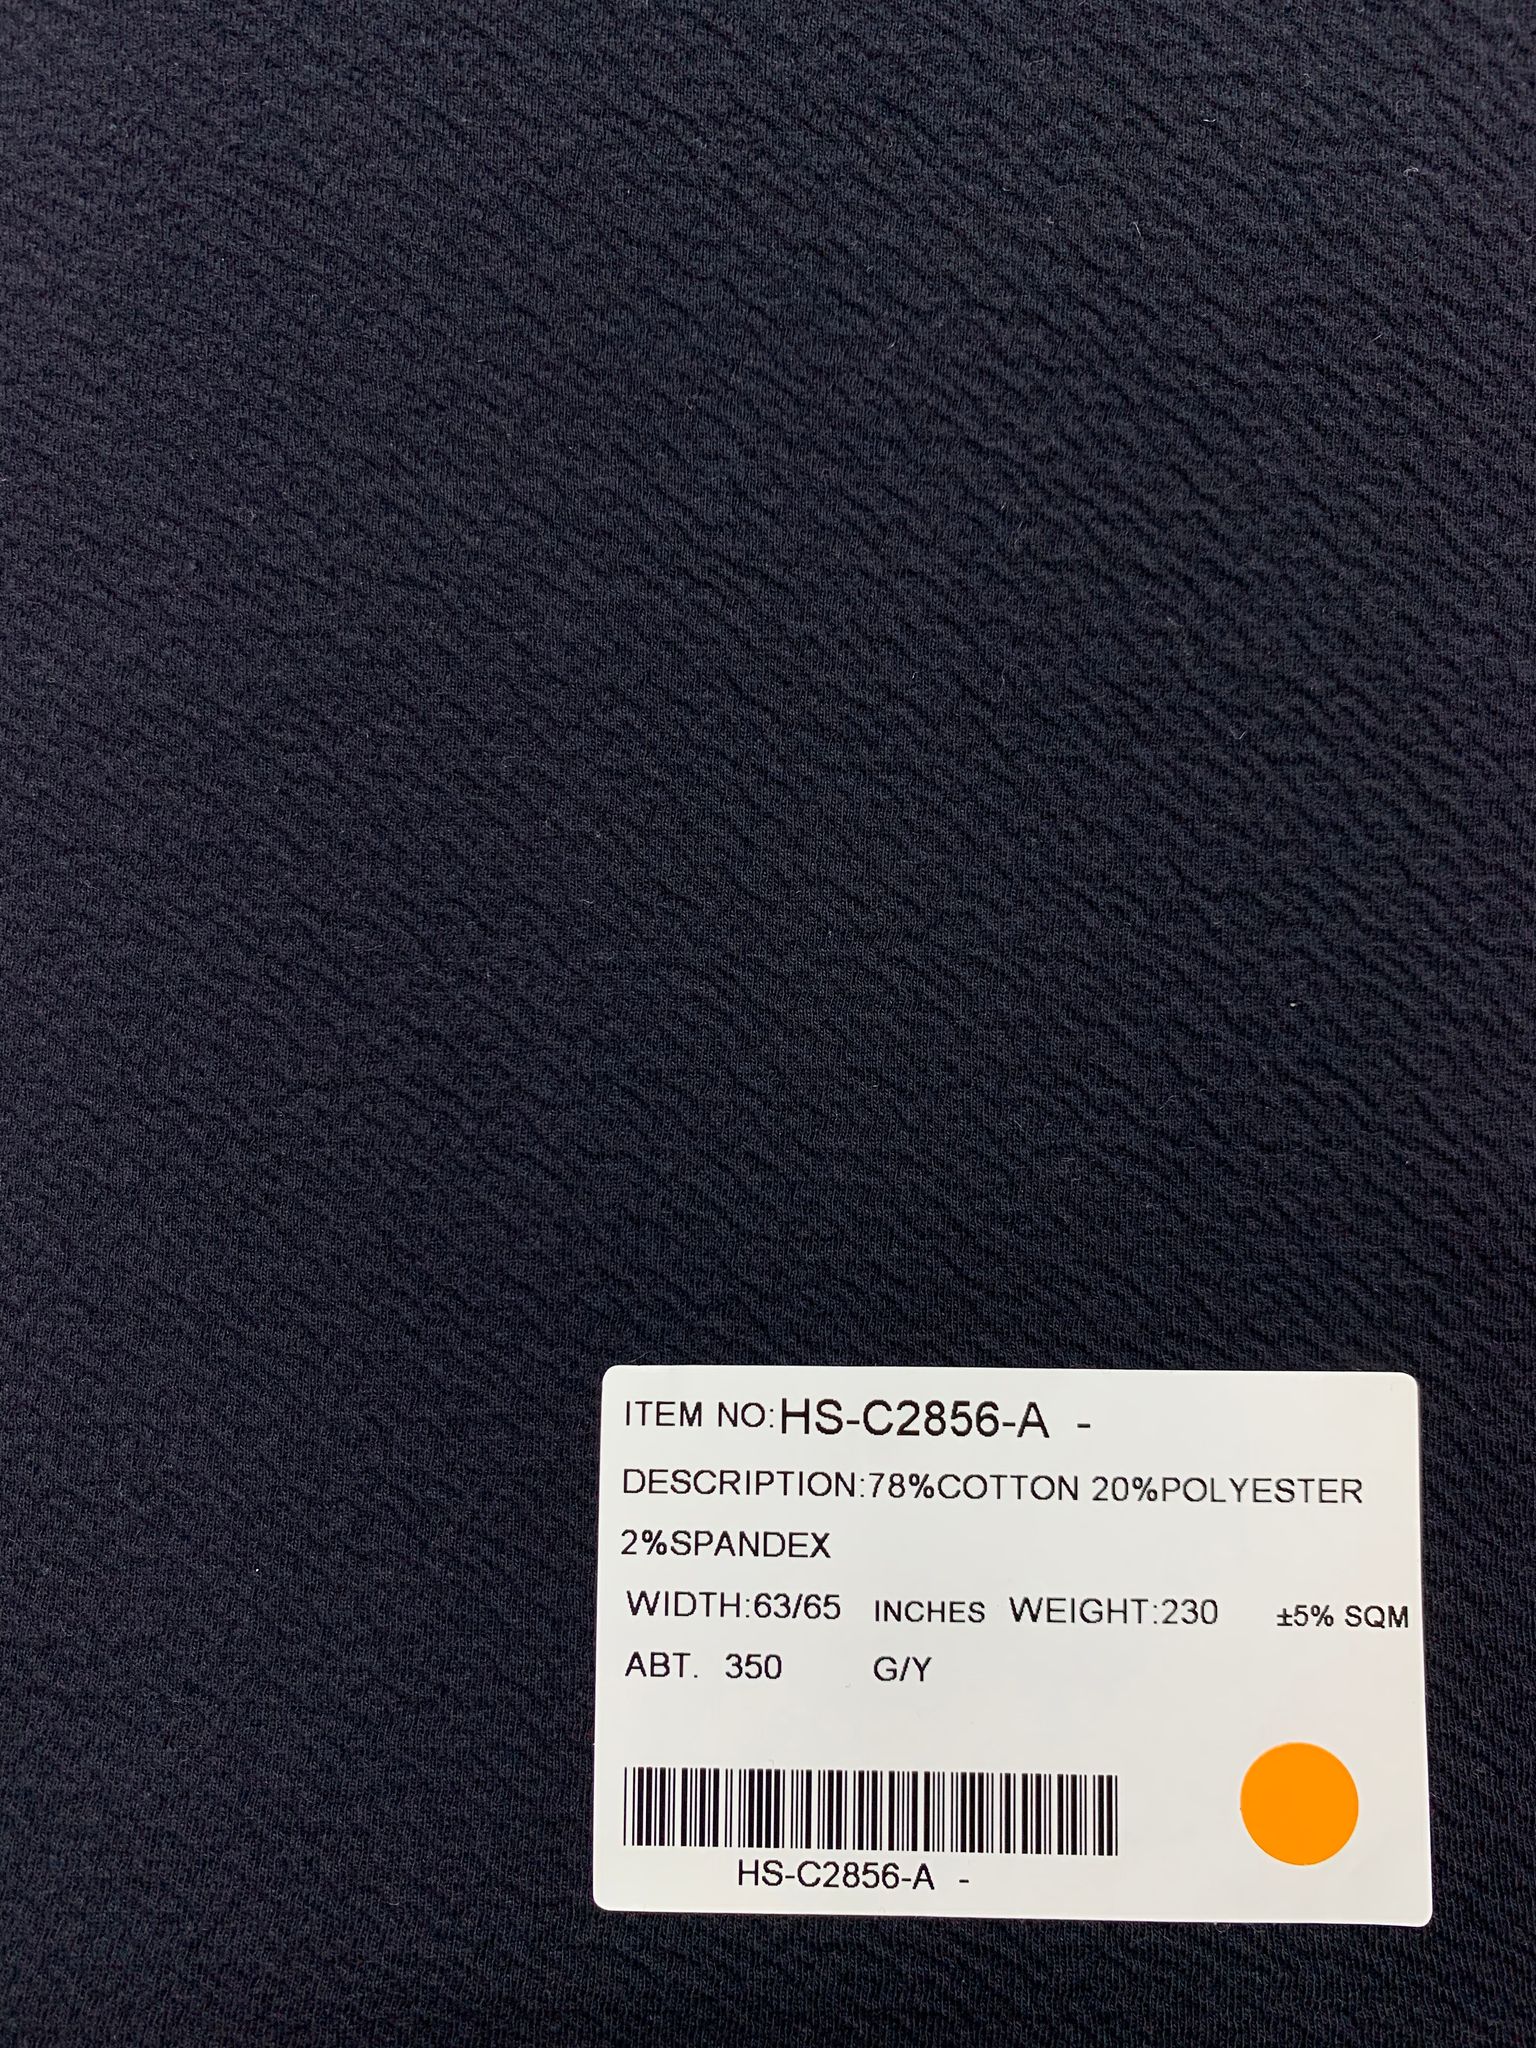 ITEM NO:HS-C2856-A -
DESCRIPTION:78%COTTON 20%POLYESTER
2%SPANDEX
WIDTH:63/65 INCHES WEIGHT:230 ±5% SQM
ABT. 350 G/Y
HS-C2856-A -